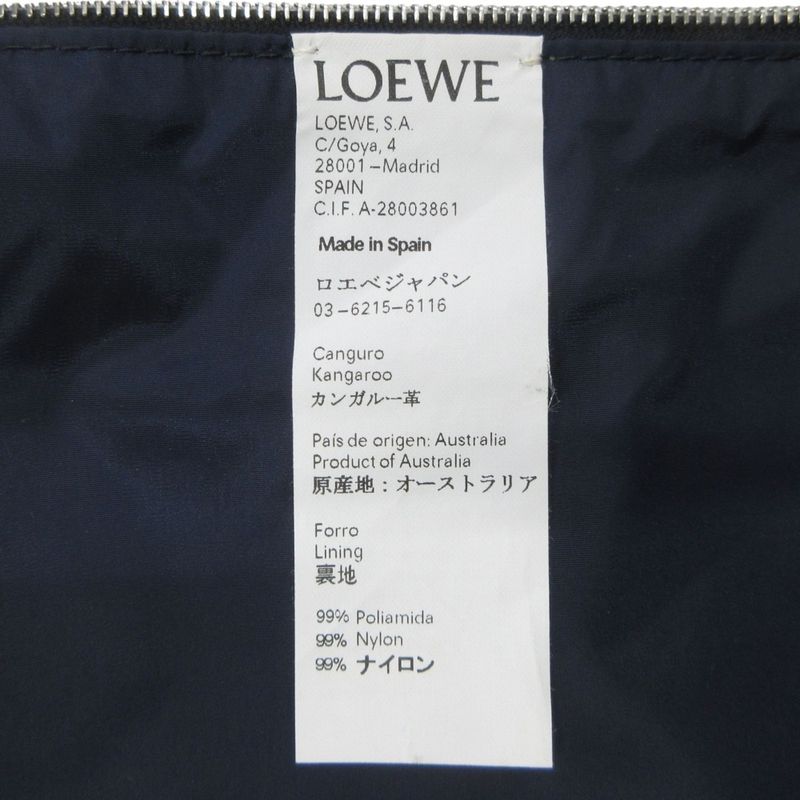 LOEWE
LOEWE, S.A.
C/Goya, 4
28001 – Madrid
SPAIN
C.I.F. A-28003861
Made in Spain
ロエベジャパン
03 – 6215 – 6116
Canguro
Kangaroo
カンガルー革
País de origen: Australia
Product of Australia
原産地：オーストラリア
Forro
Lining
裏地
99% Poliamida
99% Nylon
99% ナイロン